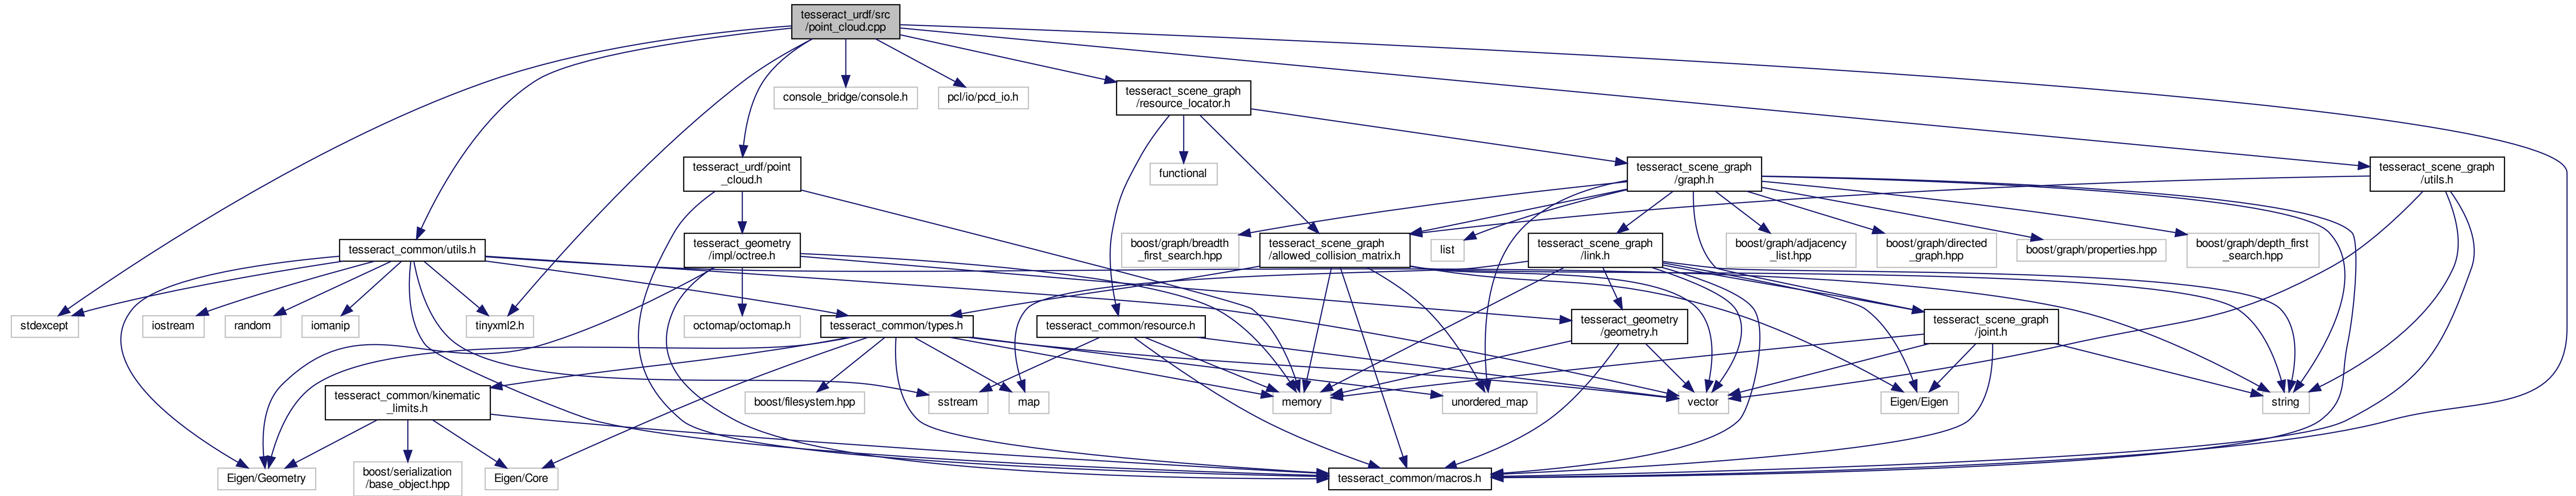 tesseract_urdf/src
/point_cloud.cpp
console_bridge/console.h
pcl/io/pcd_io.h
tesseract_scene_graph
/resource_locator.h
tesseract_urdf/point
_cloud.h
functional
tesseract_scene_graph
/graph.h
tesseract_scene_graph
/utils.h
tesseract_common/utils.h
tesseract_geometry
/impl/octree.h
boost/graph/breadth
_first_search.hpp
tesseract_scene_graph
/allowed_collision_matrix.h
list
tesseract_scene_graph
/link.h
boost/graph/adjacency
_list.hpp
boost/graph/directed
_graph.hpp
boost/graph/properties.hpp
boost/graph/depth_first
_search.hpp
stdexcept
iostream
random
iomanip
tinyxml2.h
octomap/octomap.h
tesseract_common/types.h
tesseract_common/resource.h
tesseract_geometry
/geometry.h
tesseract_scene_graph
/joint.h
tesseract_common/kinematic
_limits.h
boost/filesystem.hpp
sstream
map
memory
unordered_map
vector
Eigen/Eigen
string
Eigen/Geometry
boost/serialization
/base_object.hpp
Eigen/Core
tesseract_common/macros.h